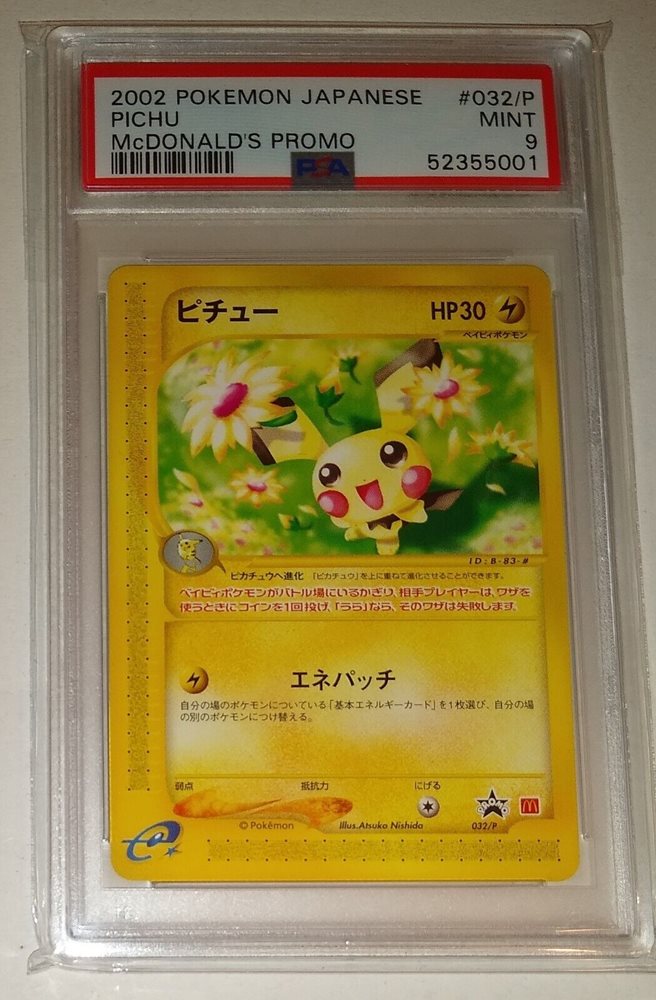 2002 POKEMON JAPANESE #032/P
PICHU MINT
McDONALD'S PROMO 9
PSA 52355001
ピチュー HP30
ベイビィポケモン
ID:B-83-#
ピカチュウへ進化 「ピカチュウ」を上に重ねて進化させることができます。
ベイビィポケモンがバトル場にいるかぎり、相手プレイヤーは、ワザを
使うときにコインを1回投げ、「うら」なら、そのワザは失敗します。
エネパッチ
自分の場のポケモンについている「基本エネルギーカード」を1枚選び、自分の場
の別のポケモンにつけ替える。
弱点 抵抗力 にげる
PROMO
©Pokémon Illus.Atsuko Nishida 032/P
e